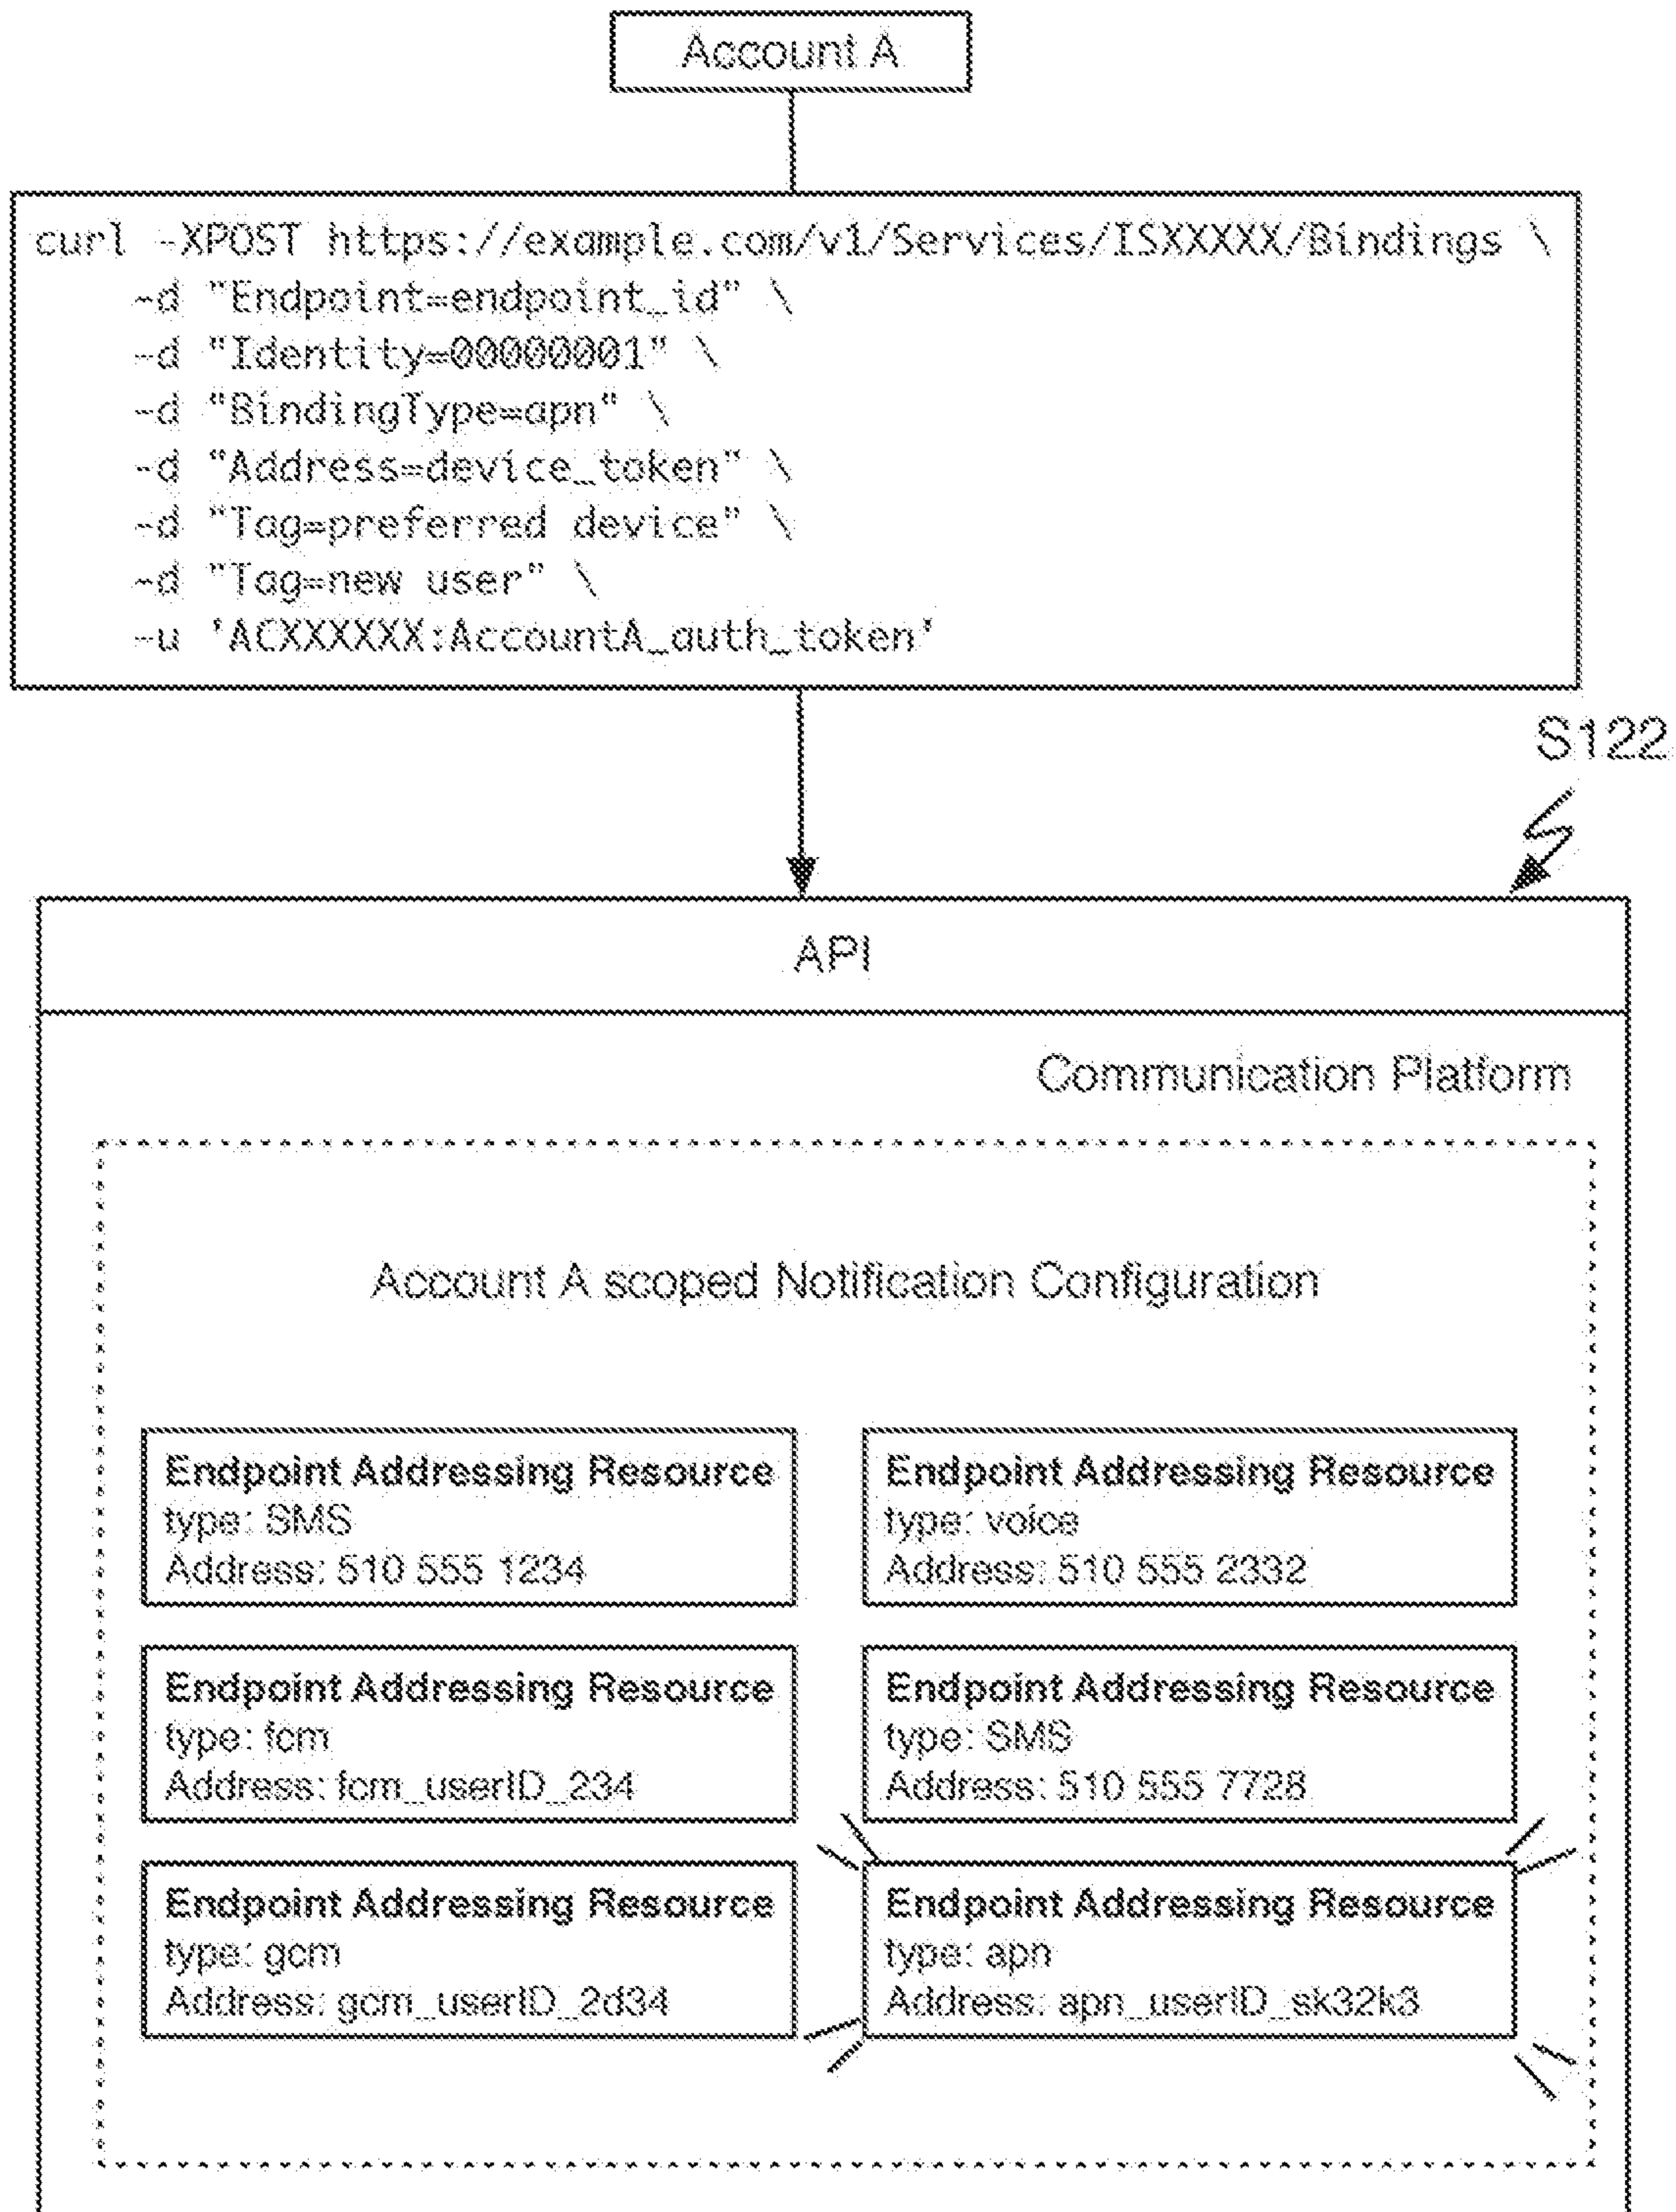 Account A
curl -XPOST https://example.com/v1/Services/ISXXXXX/Bindings \
-d "Endpoint=endpoint_id" \
-d "Identity=00000001" \
-d "BindingType=apn" \
-d "Address=device_token" \
-d "Tag=preferred device" \
-d "Tag=new user" \
-u 'ACXXXXXX:AccountA_auth_token'
S122
API
Communication Platform
Account A scoped Notification Configuration
Endpoint Addressing Resource
type: SMS
Address: 510 555 1234
Endpoint Addressing Resource
type: voice
Address: 510 555 2332
Endpoint Addressing Resource
type: fcm
Address: fcm_userID_234
Endpoint Addressing Resource
type: SMS
Address: 510 555 7728
Endpoint Addressing Resource
type: gcm
Address: gcm_userID_2d34
Endpoint Addressing Resource
type: apn
Address: apn_userID_sk32k3